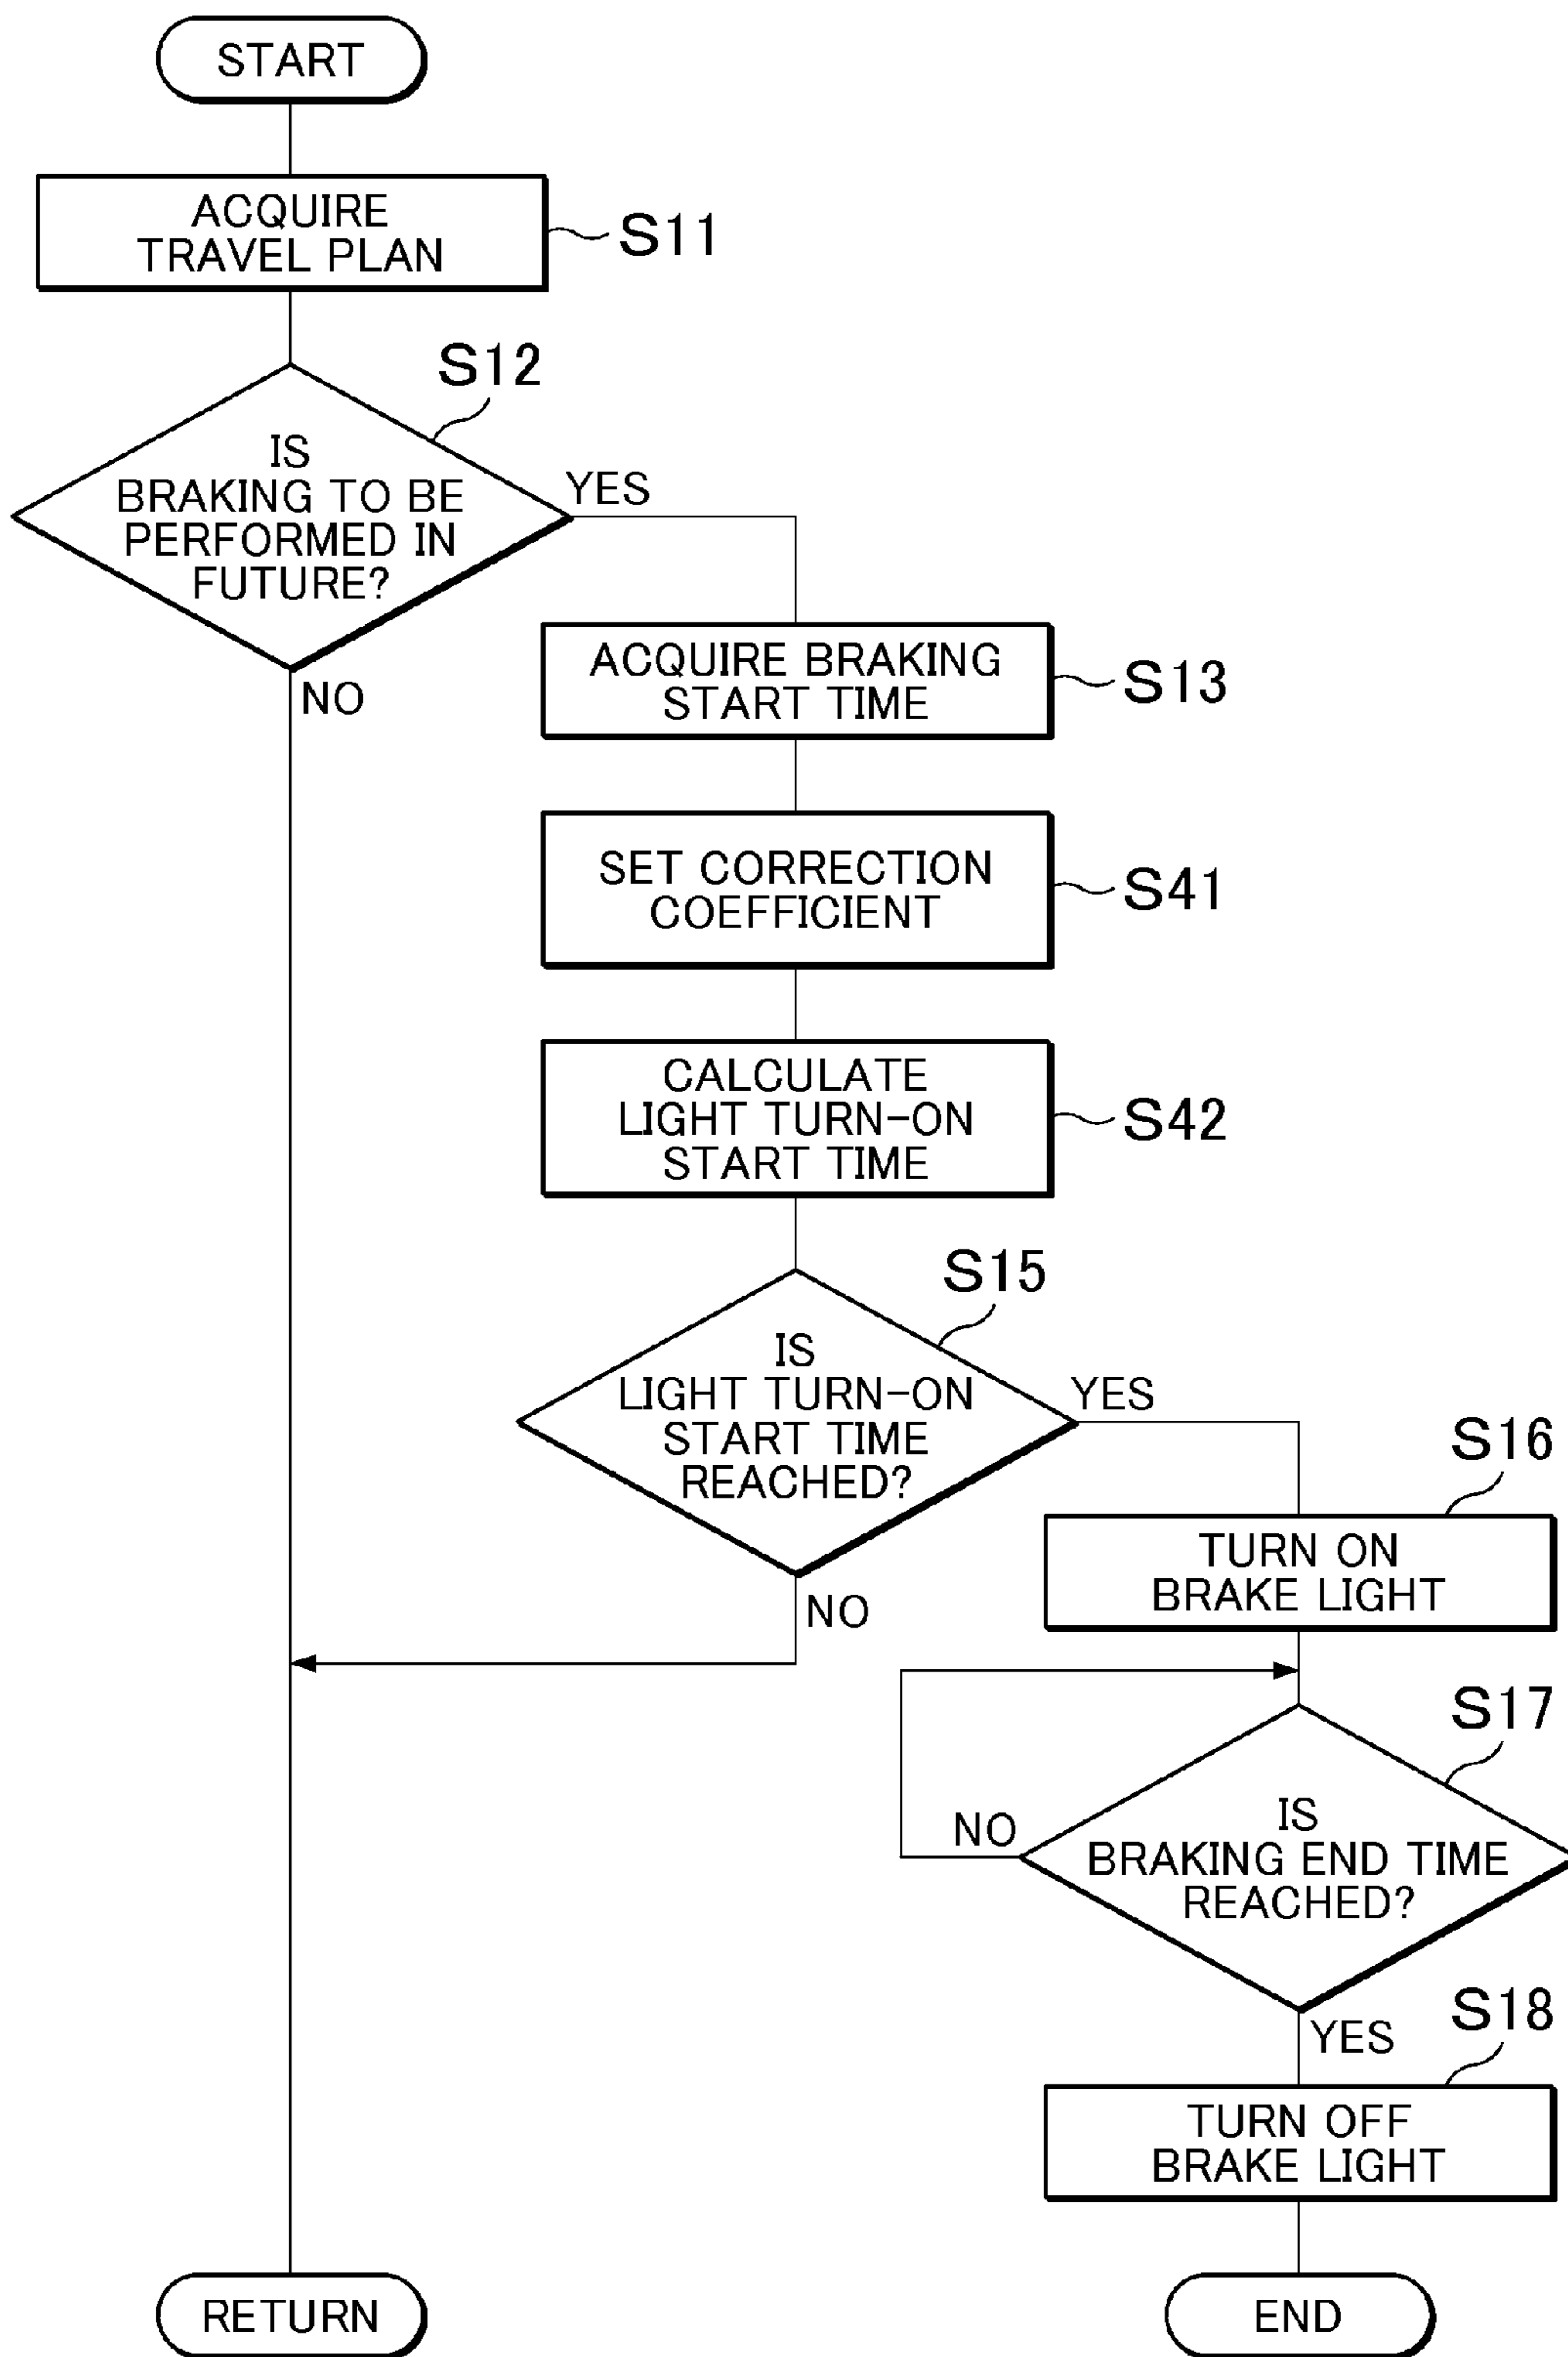 START
ACQUIRE
TRAVEL PLAN
S11
S12
IS
BRAKING TO BE
PERFORMED IN
FUTURE?
YES
NO
ACQUIRE BRAKING
START TIME
S13
SET CORRECTION
COEFFICIENT
S41
CALCULATE
LIGHT TURN-ON
START TIME
S42
S15
IS
LIGHT TURN-ON
START TIME
REACHED?
YES
NO
S16
TURN ON
BRAKE LIGHT
S17
IS
BRAKING END TIME
REACHED?
NO
YES
S18
TURN OFF
BRAKE LIGHT
RETURN
END